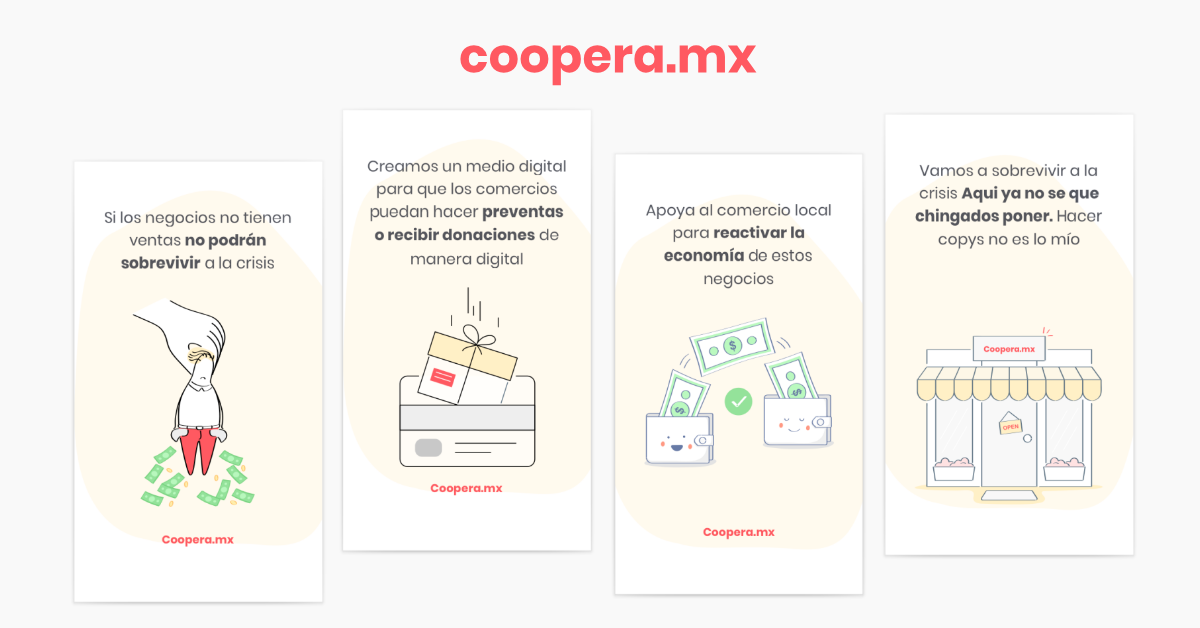 coopera.mx
Si los negocios no tienen
ventas no podrán
sobrevivir a la crisis
Coopera.mx
Creamos un medio digital
para que los comercios
puedan hacer preventas
o recibir donaciones de
manera digital
Coopera.mx
Apoya al comercio local
para reactivar la
economía de estos
negocios
$
$
$
Coopera.mx
Vamos a sobrevivir a la
crisis Aqui ya no se que
chingados poner. Hacer
copys no es lo mío
Coopera.mx
OPEN